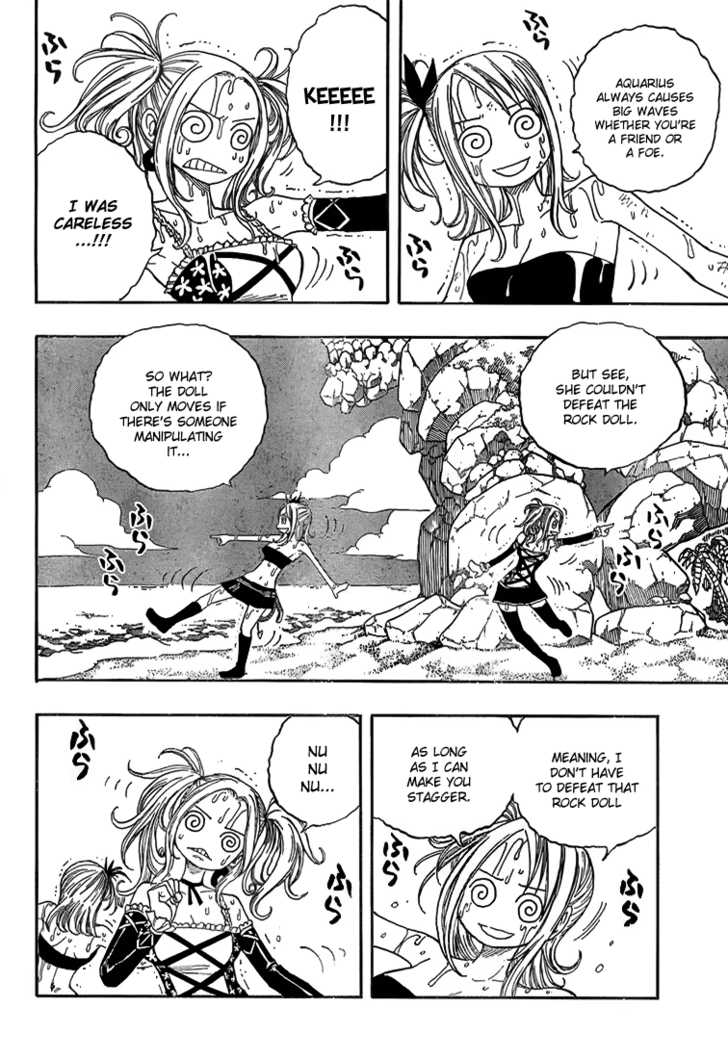 AQUARIUS
ALWAYS CAUSES
BIG WAVES
WHETHER YOU'RE
A FRIEND OR
A FOE.
ふら
ふら
KEEEEE
!!!
I WAS
CARELESS
...!!!
ふら
ふら
BUT SEE,
SHE COULDN'T
DEFEAT THE
ROCK DOLL.
SO WHAT?
THE DOLL
ONLY MOVES IF
THERE'S SOMEONE
MANIPULATING
IT...
ふら
ふら
ふら
ふら
MEANING, I
DON'T HAVE
TO DEFEAT THAT
ROCK DOLL
AS LONG
AS I CAN
MAKE YOU
STAGGER.
ふら
ふら
NU
NU
NU...
ふら
ふら